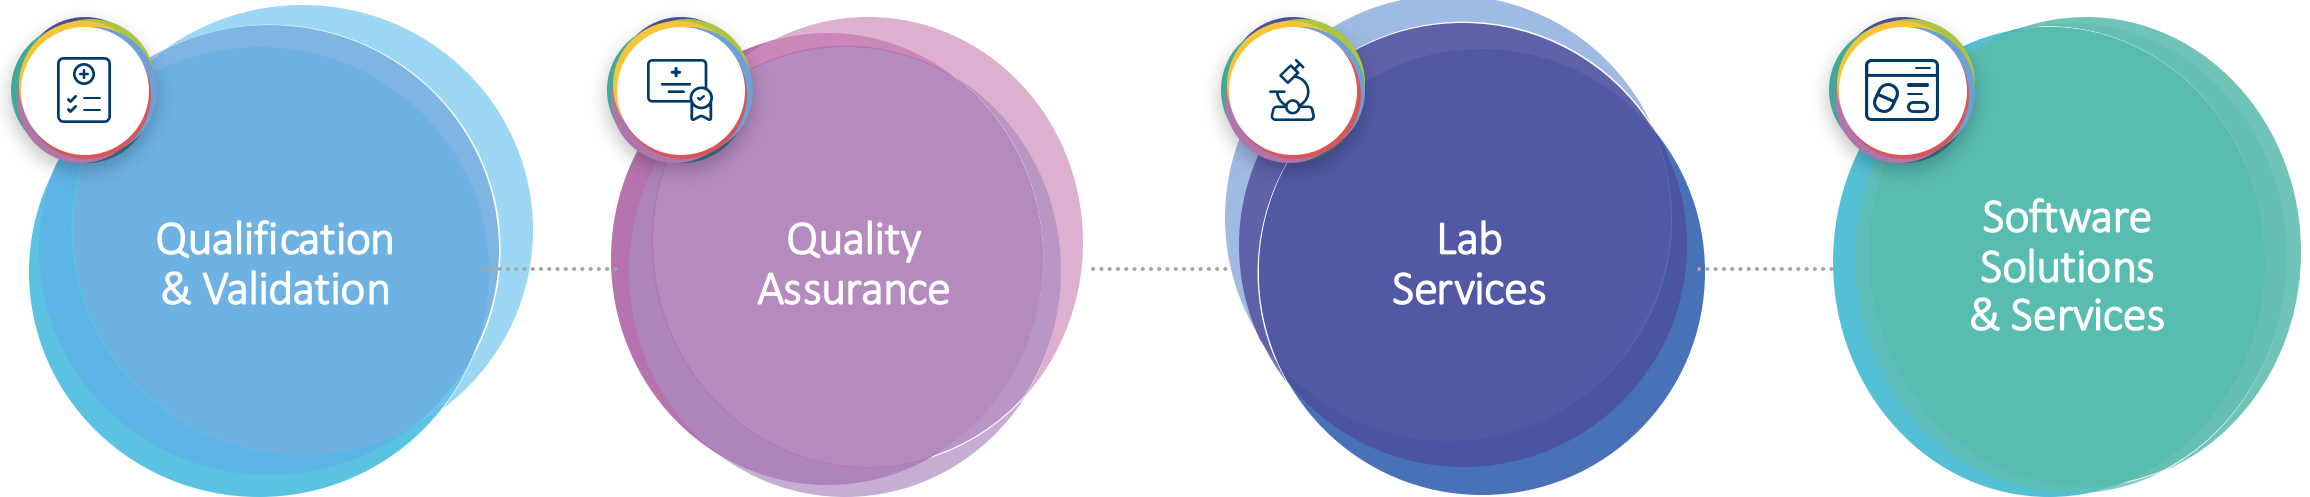 Qualification
& Validation
Quality
Assurance
Lab
Services
Software
Solutions
& Services